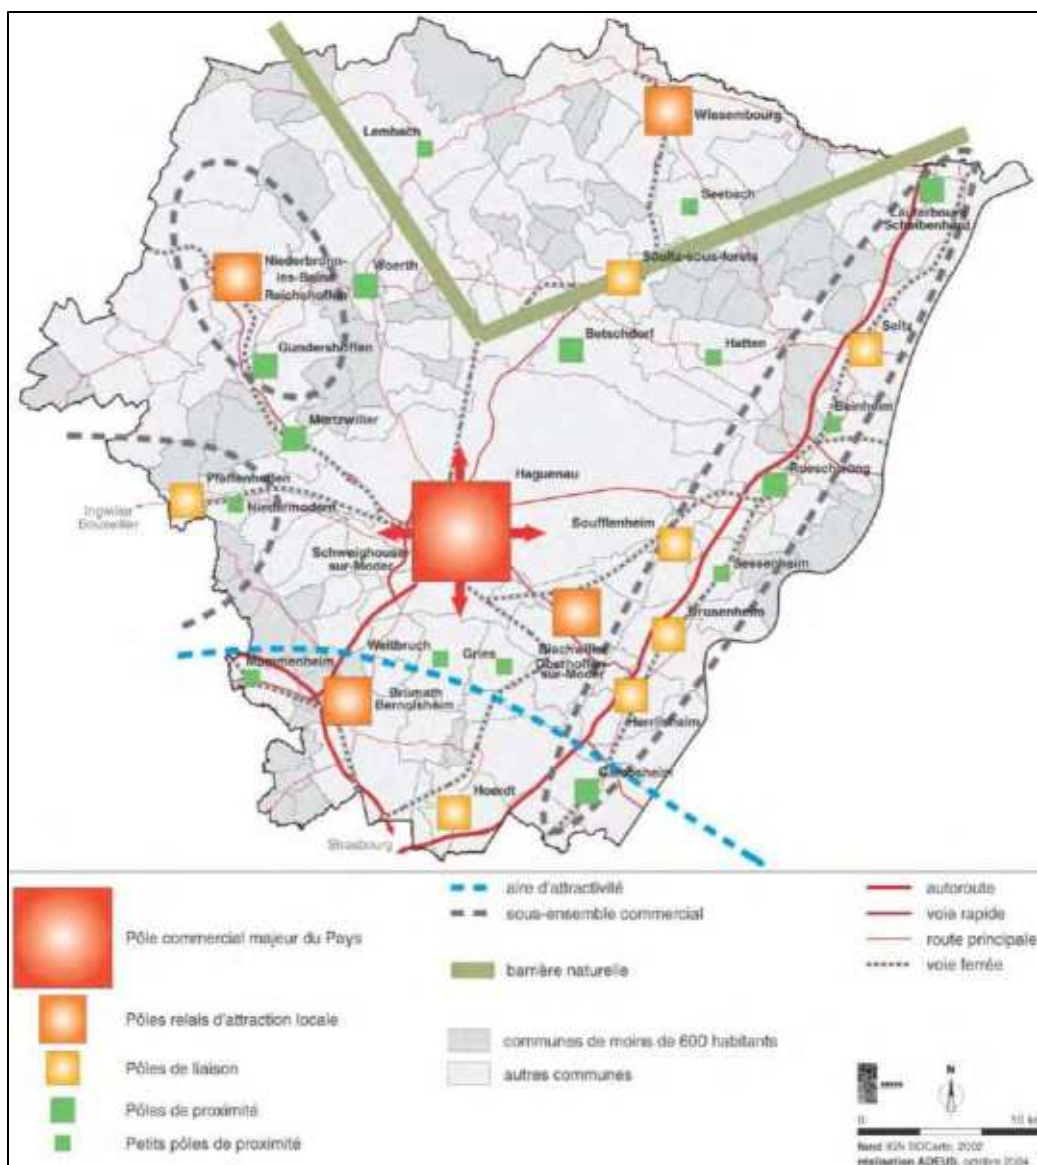 Wissembourg
Lembach
Seebach
Lauterbourg
Scheibenhard
Niederbronn-
les-Bains
Reichshoffen
Woerth
Soultz-sous-forets
Seltz
Betschdorf
Hatten
Gundershoffen
Beinheim
Mertzwiller
Roeschwoog
Haguenau
Pfaffenhoffen
Ingwiller
Bouxwiller
Niedermodern
Soufflenheim
Schweighouse
sur-Moder
Sessenheim
Drusenheim
Bischwiller
Oberhoffen
-sur-Moder
Weitbruch
Gries
Mommenheim
Brumath
Bernolsheim
Herrlisheim
Gambsheim
Hoerdt
Strasbourg
Pôle commercial majeur du Pays
Pôles relais d'attraction locale
Pôles de liaison
Pôles de proximité
Petits pôles de proximité
aire d'attractivité
sous-ensemble commercial
barrière naturelle
communes de moins de 600 habitants
autres communes
autoroute
voie rapide
route principale
voie ferrée
N
0 10 km
fond IGN BDCarto, 2002
réalisation ADEUS, octobre 2004